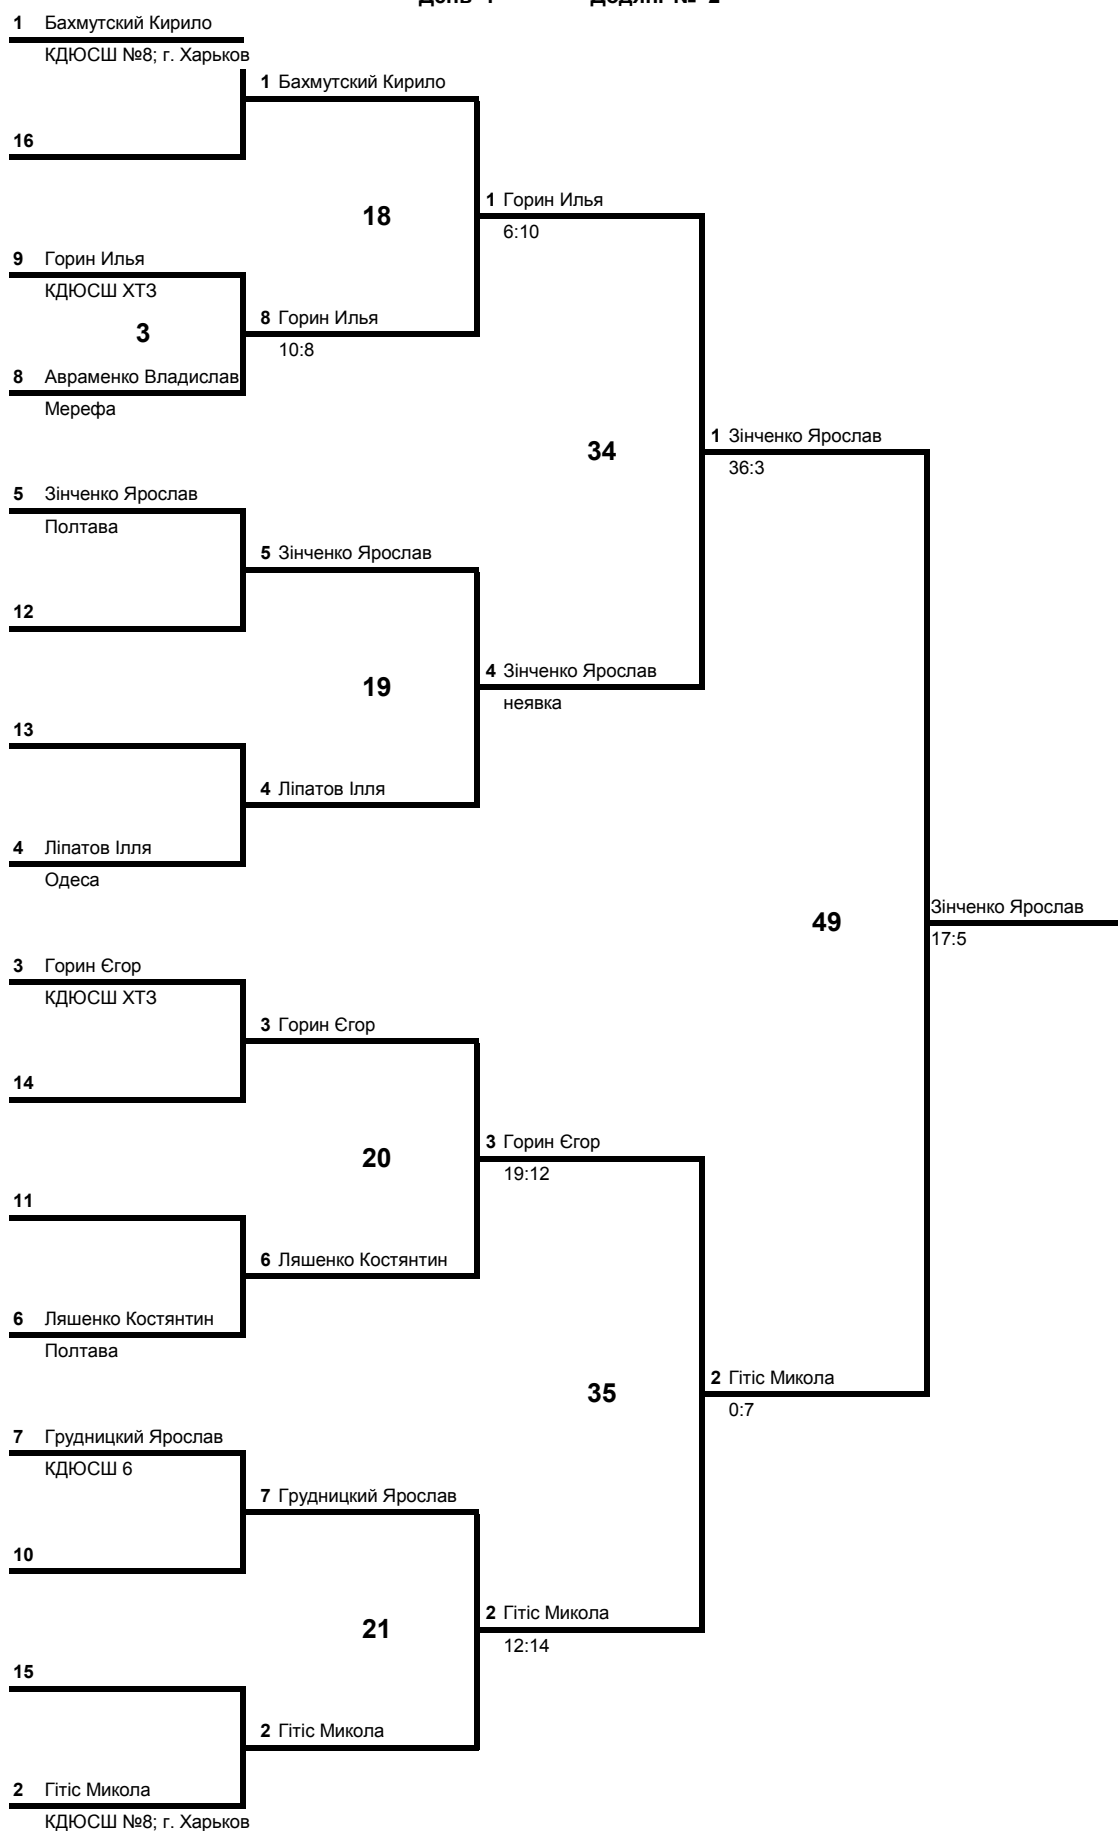 1 Бахмутский Кирило
КДЮСШ №8; г. Харьков
1 Бахмутский Кирило
16
18
1 Горин Илья
6:10
9 Горин Илья
КДЮСШ ХТЗ
3
8 Горин Илья
10:8
8 Авраменко Владислав
Мерефа
34
1 Зінченко Ярослав
36:3
5 Зінченко Ярослав
Полтава
5 Зінченко Ярослав
12
19
4 Зінченко Ярослав
неявка
13
4 Ліпатов Ілля
4 Ліпатов Ілля
Одеса
49
Зінченко Ярослав
17:5
3 Горин Єгор
КДЮСШ ХТЗ
3 Горин Єгор
14
20
3 Горин Єгор
19:12
11
6 Ляшенко Костянтин
6 Ляшенко Костянтин
Полтава
35
2 Гітіс Микола
0:7
7 Грудницкий Ярослав
КДЮСШ 6
7 Грудницкий Ярослав
10
21
2 Гітіс Микола
12:14
15
2 Гітіс Микола
2 Гітіс Микола
КДЮСШ №8; г. Харьков